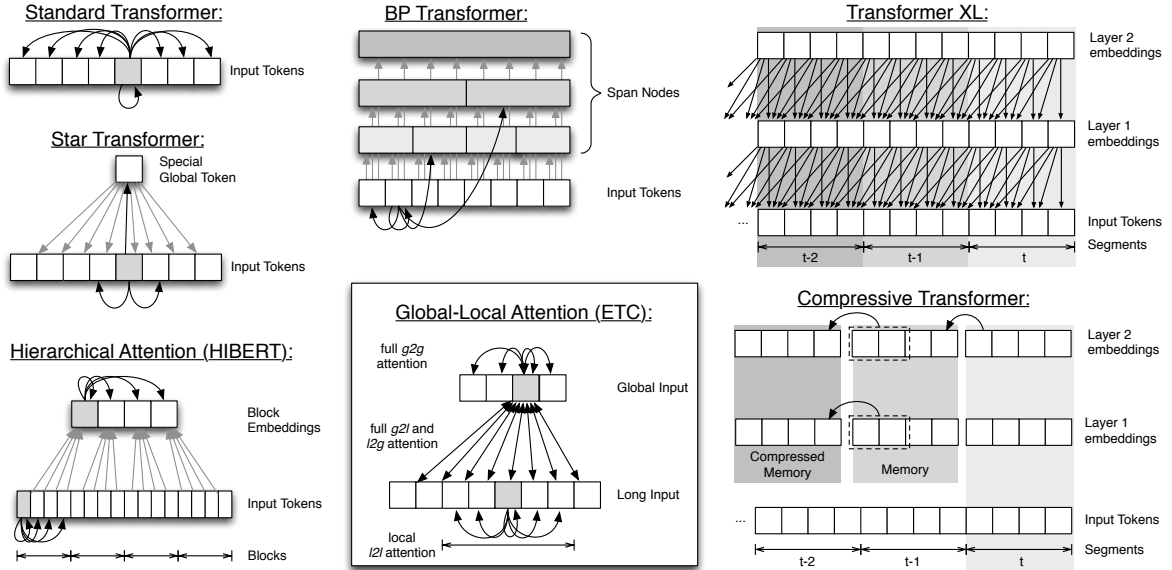 Standard Transformer:
Input Tokens
Star Transformer:
Special
Global Token
Input Tokens
Hierarchical Attention (HIBERT):
Block
Embeddings
Input Tokens
Blocks
BP Transformer:
Span Nodes
Input Tokens
Global-Local Attention (ETC):
full g2g
attention
Global Input
full g2l and
l2g attention
Long Input
local
l2l attention
Transformer XL:
Layer 2
embeddings
Layer 1
embeddings
...
Input Tokens
Segments
t-2
t-1
t
Compressive Transformer:
Layer 2
embeddings
Layer 1
embeddings
Compressed
Memory
Memory
...
Input Tokens
Segments
t-2
t-1
t